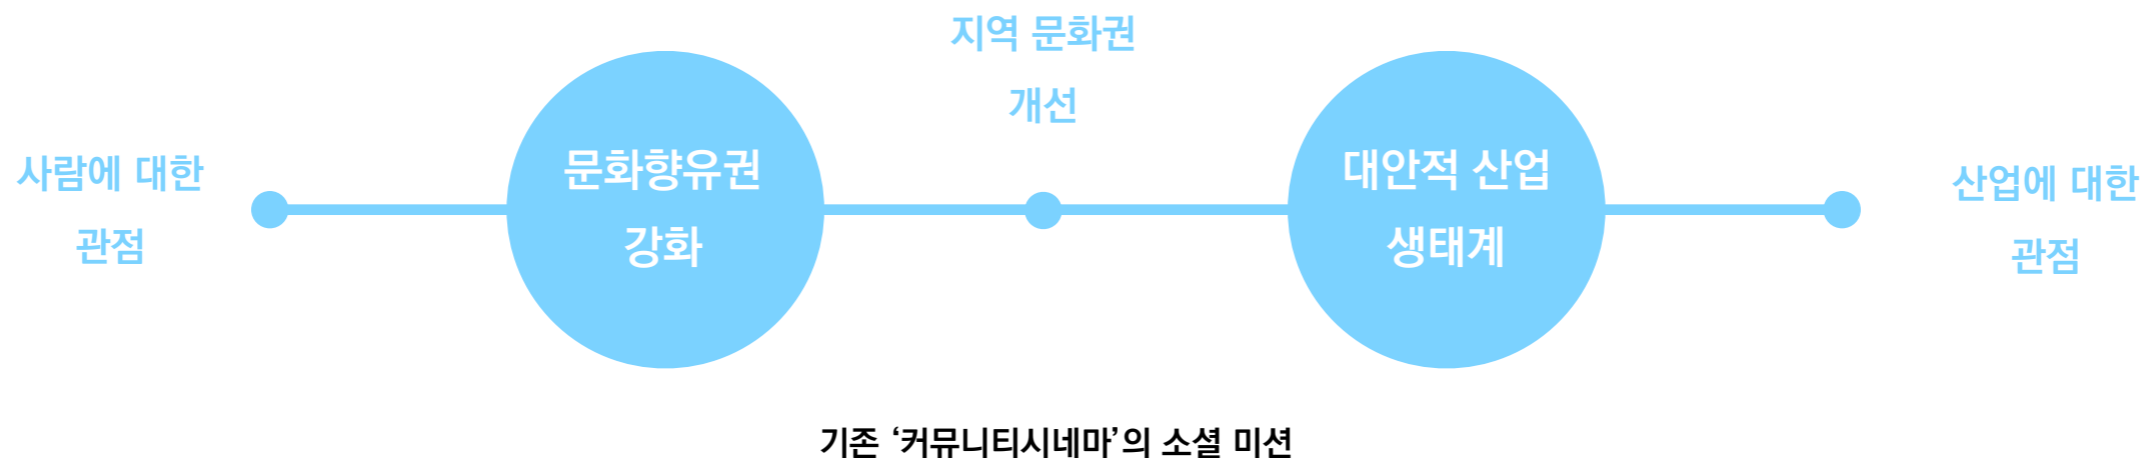 사람에 대한
관점
문화향유권
강화
지역 문화권
개선
대안적 산업
생태계
산업에 대한
관점
기존 ‘커뮤니티시네마’의 소셜 미션